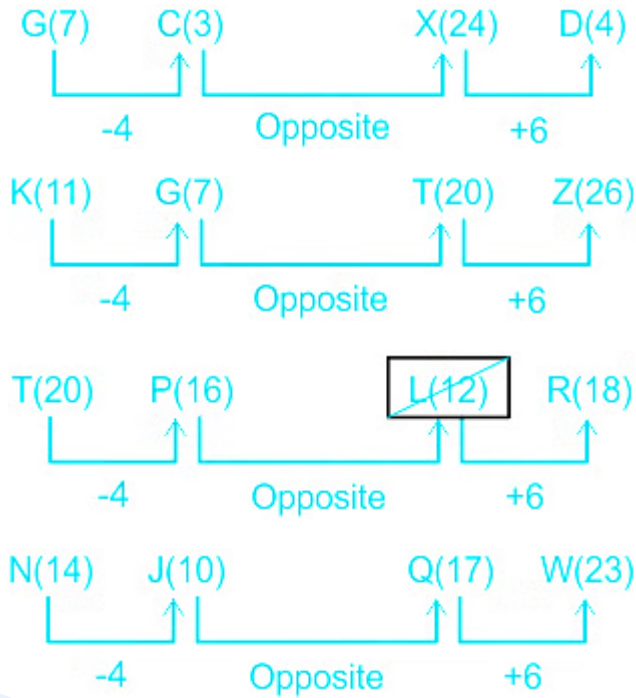 G(7) C(3) X(24) D(4)
-4 Opposite +6
K(11) G(7) T(20) Z(26)
-4 Opposite +6
T(20) P(16) L(12) R(18)
-4 Opposite +6
N(14) J(10) Q(17) W(23)
-4 Opposite +6